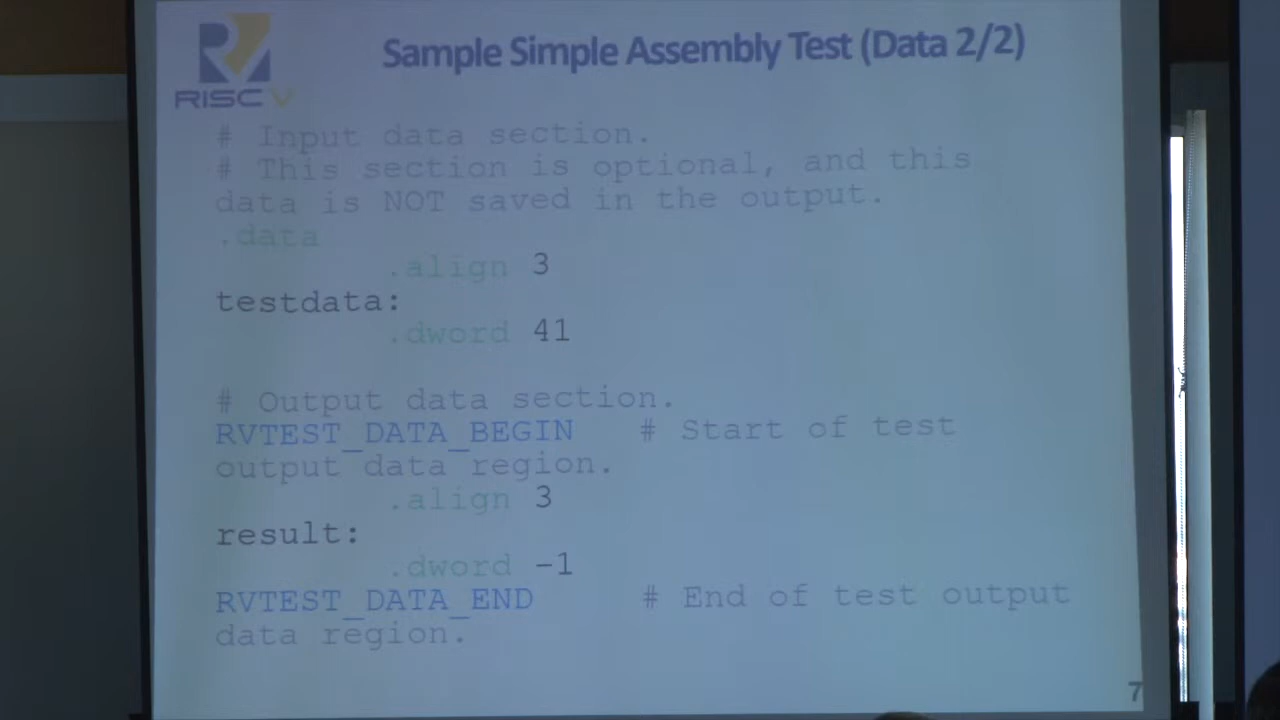 RISC V
Sample Simple Assembly Test (Data 2/2)
# Input data section.
# This section is optional, and this
data is NOT saved in the output.
.data
.align 3
testdata:
.dword 41
# Output data section.
RVTEST_DATA_BEGIN # Start of test
output data region.
.align 3
result:
.dword -1
RVTEST_DATA_END # End of test output
data region.
7